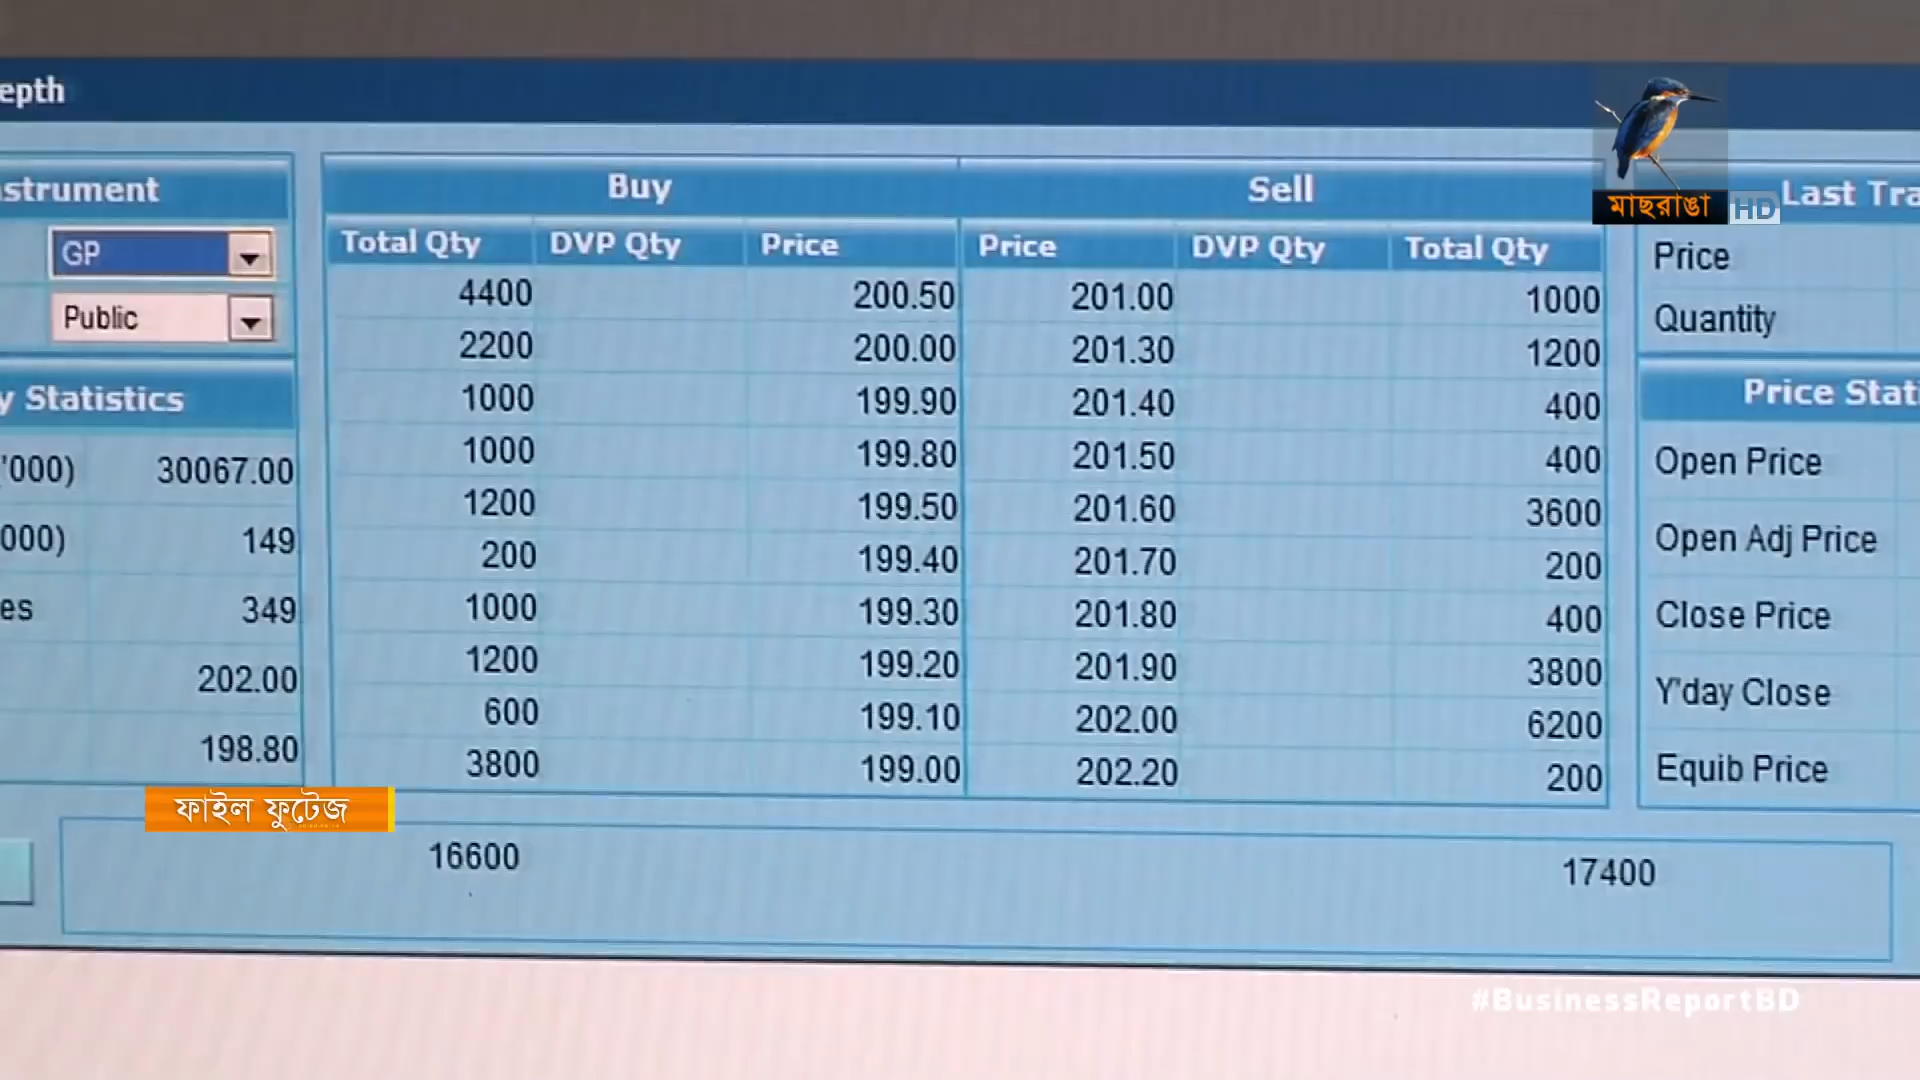 epth
মাছরাঙা HD
nstrument
GP
Public
y Statistics
'000) 30067.00
000) 149
es 349
202.00
198.80
Buy Sell
Total Qty DVP Qty Price Price DVP Qty Total Qty
4400 200.50 201.00 1000
2200 200.00 201.30 1200
1000 199.90 201.40 400
1000 199.80 201.50 400
1200 199.50 201.60 3600
200 199.40 201.70 200
1000 199.30 201.80 400
1200 199.20 201.90 3800
600 199.10 202.00 6200
3800 199.00 202.20 200
Last Tra
Price
Quantity
Price Stati
Open Price
Open Adj Price
Close Price
Y'day Close
Equib Price
ফাইল ফুটেজ
16600 17400
#BusinessReportBD